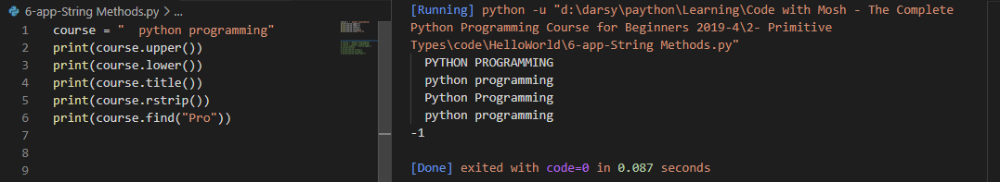 6-app-String Methods.py > ...
1 course = "  python programming"
2 print(course.upper())
3 print(course.lower())
4 print(course.title())
5 print(course.rstrip())
6 print(course.find("Pro"))
7
8
9
[Running] python -u "d:\darsy\paython\Learning\Code with Mosh - The Complete
Python Programming Course for Beginners 2019-4\2- Primitive
Types\code\HelloWorld\6-app-String Methods.py"
  PYTHON PROGRAMMING
  python programming
  Python Programming
  python programming
-1
[Done] exited with code=0 in 0.087 seconds